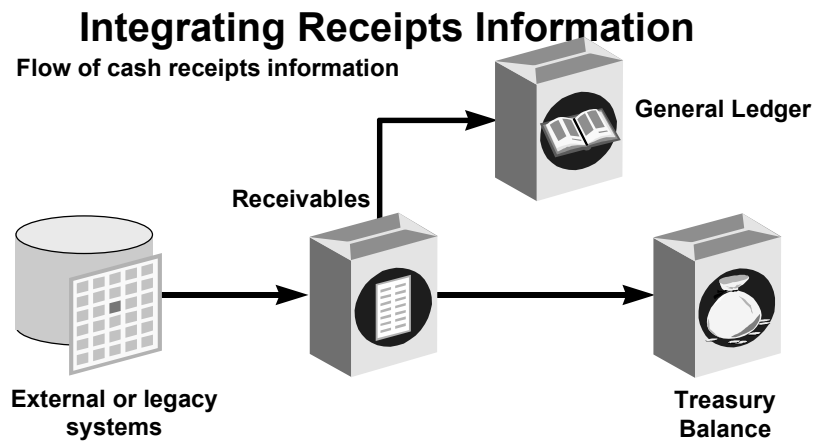 Integrating Receipts Information
Flow of cash receipts information
General Ledger
Receivables
External or legacy
systems
Treasury
Balance